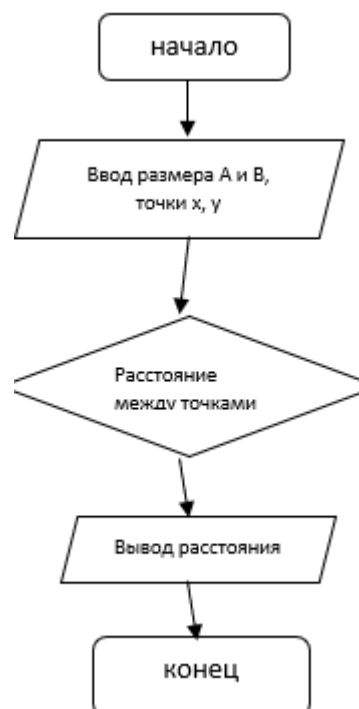 начало
Ввод размера А и В,
точки х, у
Расстояние
между точками
Вывод расстояния
конец